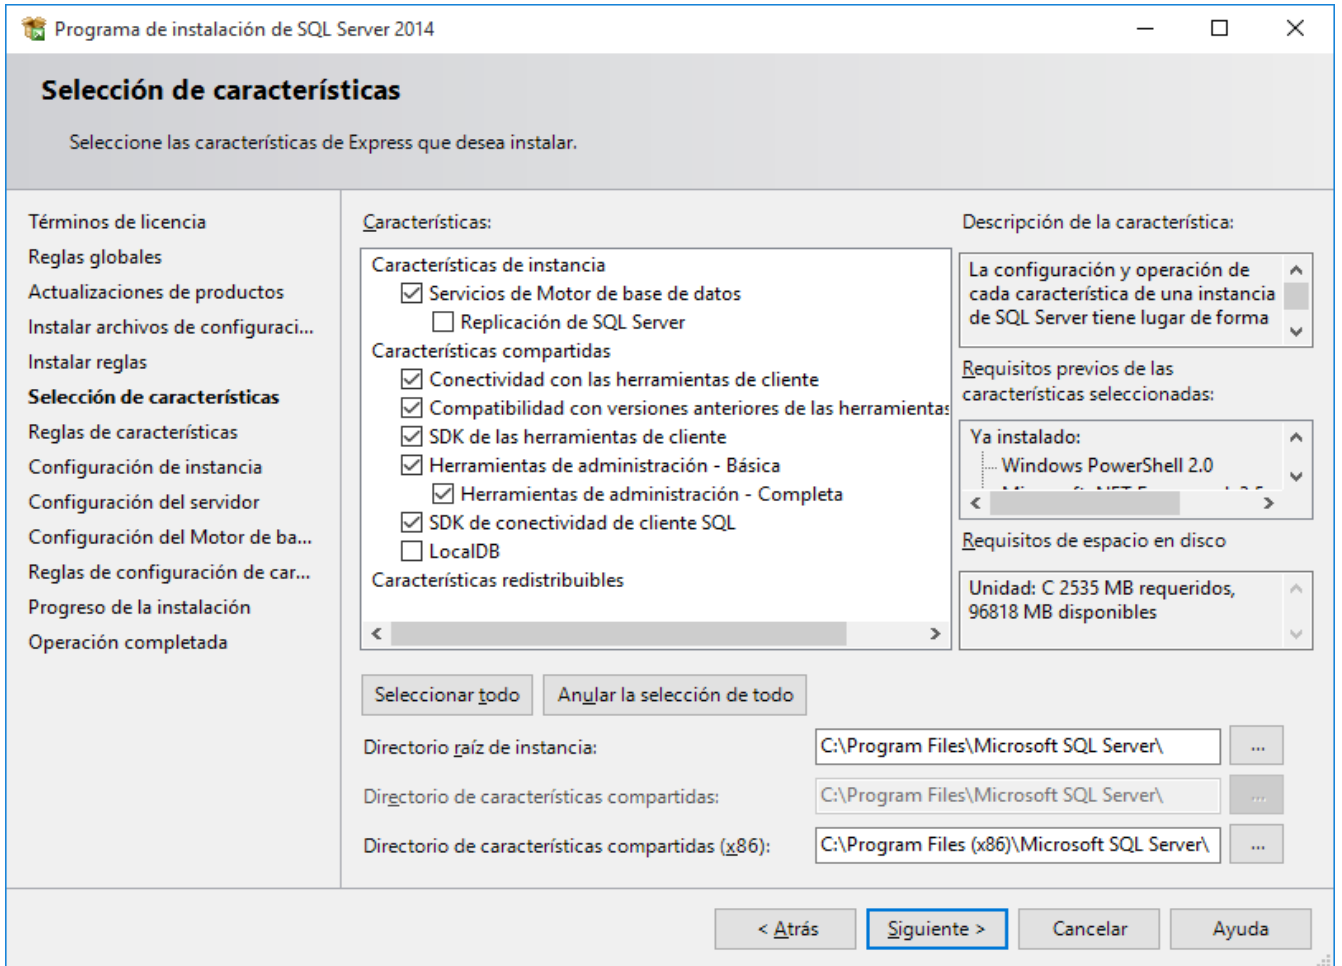 Programa de instalación de SQL Server 2014
Selección de características
Seleccione las características de Express que desea instalar.
Términos de licencia
Reglas globales
Actualizaciones de productos
Instalar archivos de configuraci...
Instalar reglas
Selección de características
Reglas de características
Configuración de instancia
Configuración del servidor
Configuración del Motor de ba...
Reglas de configuración de car...
Progreso de la instalación
Operación completada
Características:
Características de instancia
Servicios de Motor de base de datos
Replicación de SQL Server
Características compartidas
Conectividad con las herramientas de cliente
Compatibilidad con versiones anteriores de las herramientas
SDK de las herramientas de cliente
Herramientas de administración - Básica
Herramientas de administración - Completa
SDK de conectividad de cliente SQL
LocalDB
Características redistribuibles
Descripción de la característica:
La configuración y operación de
cada característica de una instancia
de SQL Server tiene lugar de forma
Requisitos previos de las
características seleccionadas:
Ya instalado:
Windows PowerShell 2.0
Requisitos de espacio en disco
Unidad: C 2535 MB requeridos,
96818 MB disponibles
Seleccionar todo
Anular la selección de todo
Directorio raíz de instancia:
C:\Program Files\Microsoft SQL Server\
...
Directorio de características compartidas:
C:\Program Files\Microsoft SQL Server\
...
Directorio de características compartidas (x86):
C:\Program Files (x86)\Microsoft SQL Server\
...
< Atrás
Siguiente >
Cancelar
Ayuda